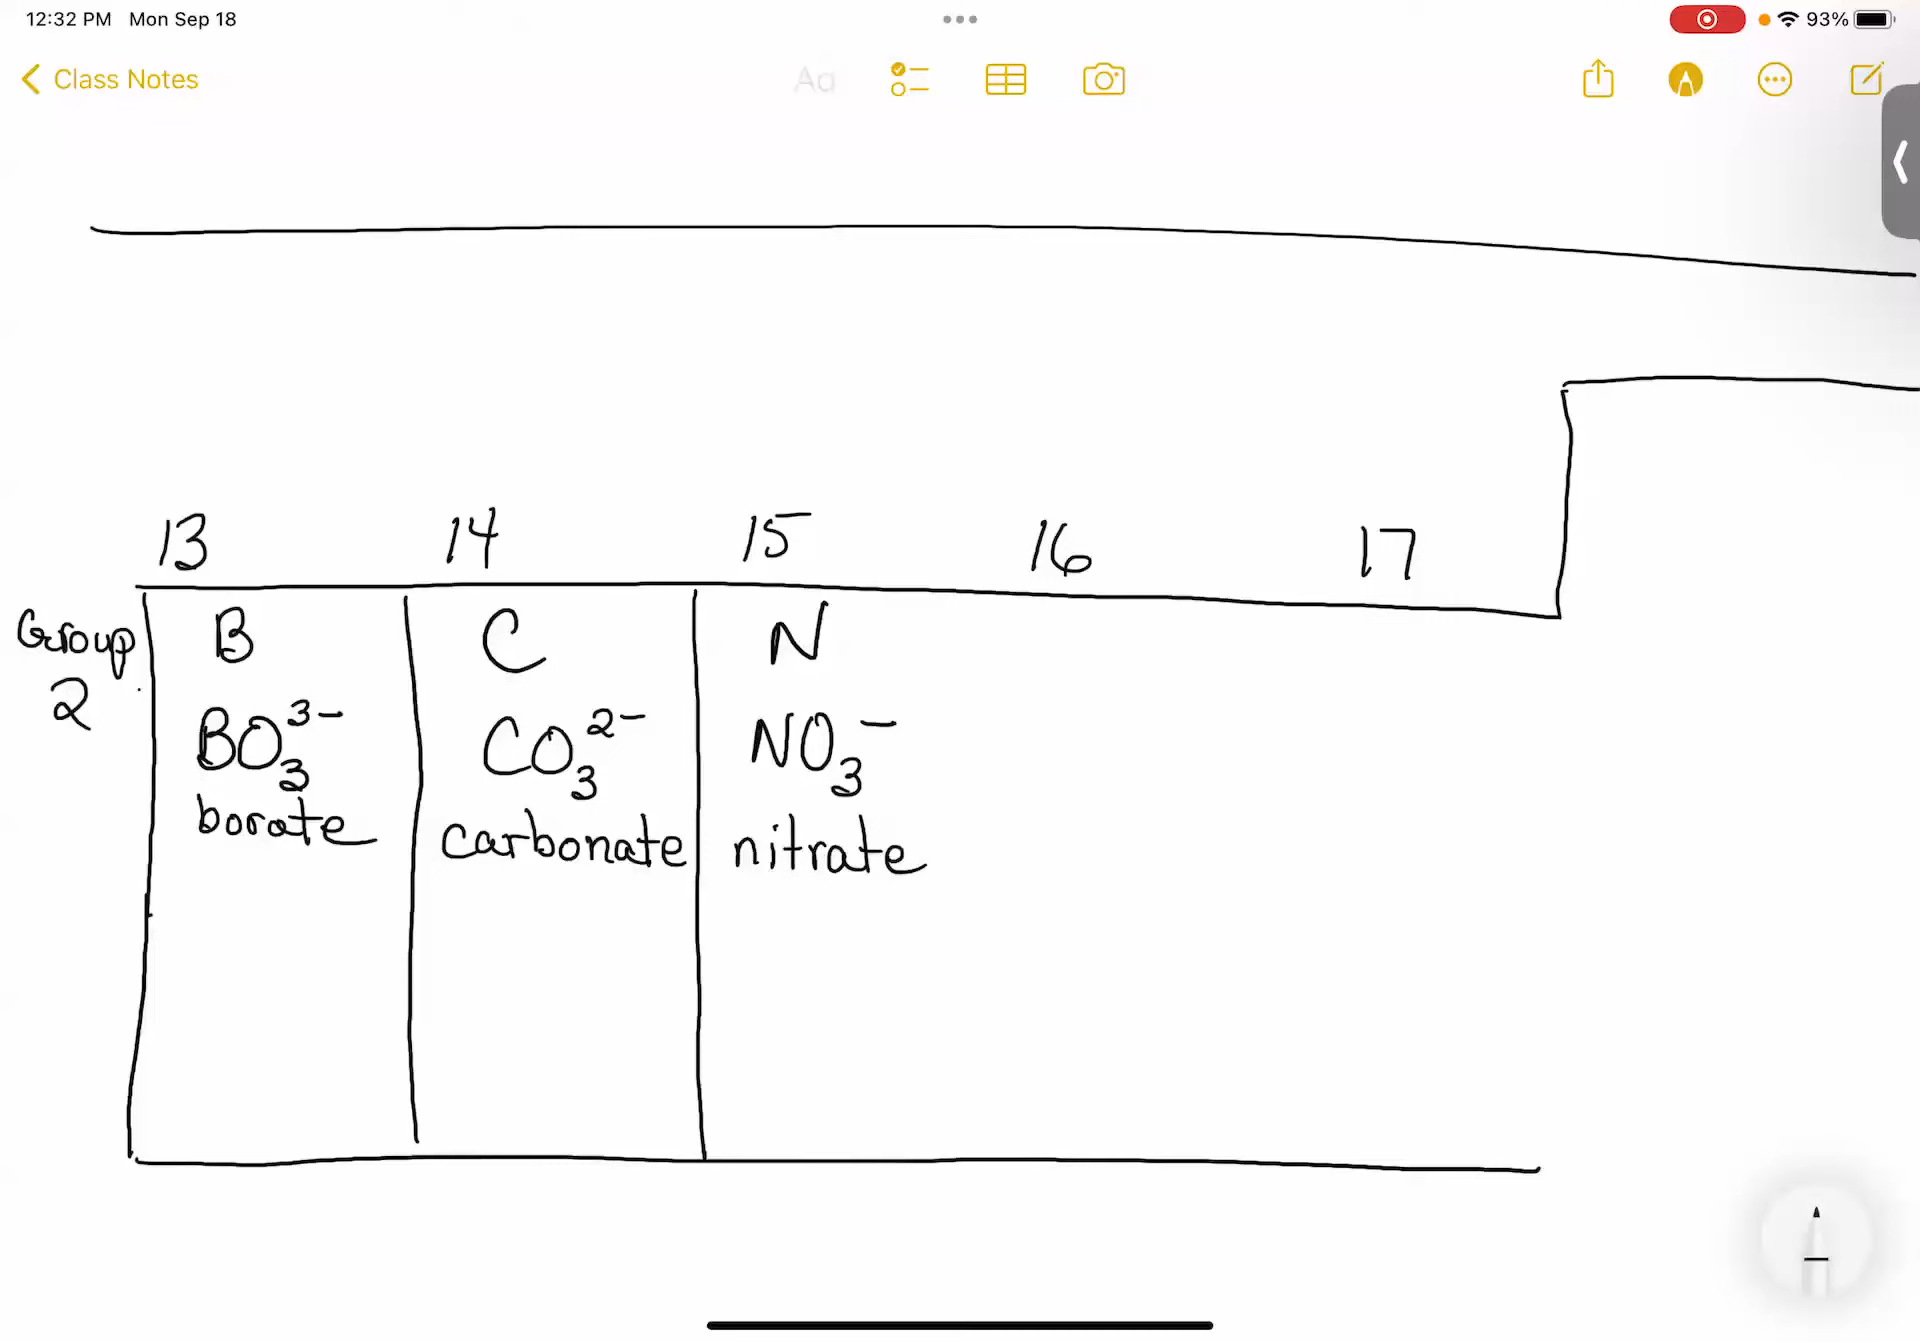 12:32 PM Mon Sep 18
93%
Class Notes
Aa
13 14 15 16 17
Group 2
B C N
BO₃³⁻ CO₃²⁻ NO₃⁻
borate carbonate nitrate